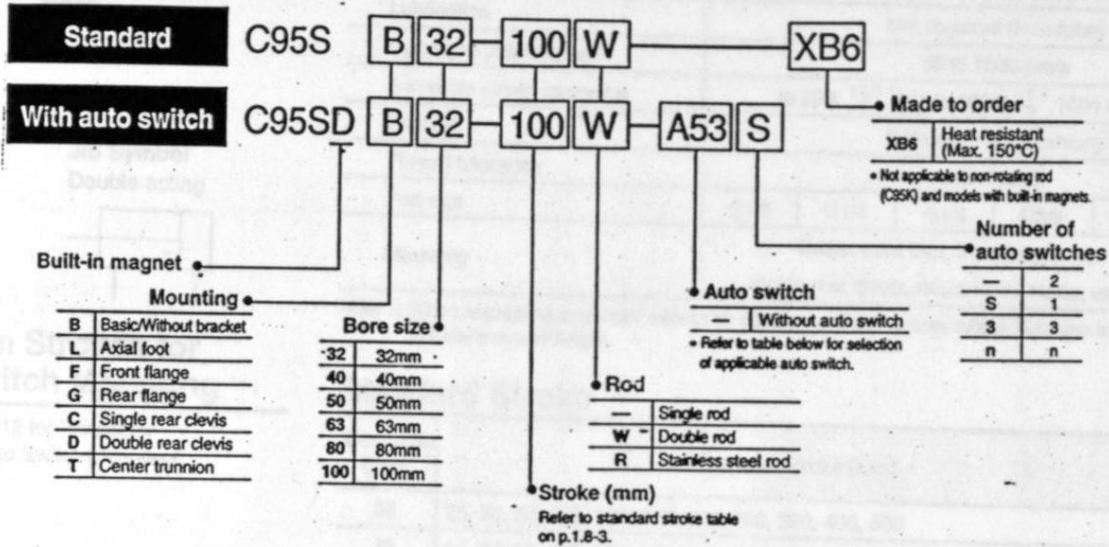 Standard C95S B 32 — 100 W — XB6
With auto switch C95SD B 32 — 100 W — A53 S
Made to order
XB6 Heat resistant
(Max. 150°C)
• Not applicable to non-rotating rod
(C95K) and models with built-in magnets.
Symbol
Double acting
Built-in magnet
Mounting
B Basic/Without bracket
L Axial foot
F Front flange
G Rear flange
C Single rear clevis
D Double rear clevis
T Center trunnion
Bore size
32 32mm
40 40mm
50 50mm
63 63mm
80 80mm
100 100mm
Auto switch
— Without auto switch
• Refer to table below for selection
of applicable auto switch.
Number of
auto switches
— 2
S 1
3 3
n n
Rod
— Single rod
W Double rod
R Stainless steel rod
Stroke (mm)
Refer to standard stroke table
on p.1.8-3.